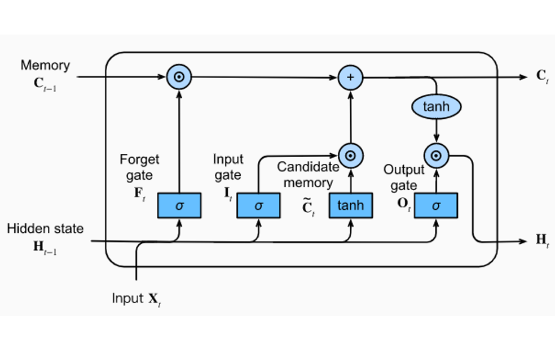 Memory
C_{t−1}
⊙
+
C_t
tanh
Forget gate
F_t
Input gate
I_t
Candidate memory
C̃_t
⊙
Output gate
O_t
⊙
σ
σ
tanh
σ
Hidden state
H_{t−1}
H_t
Input X_t